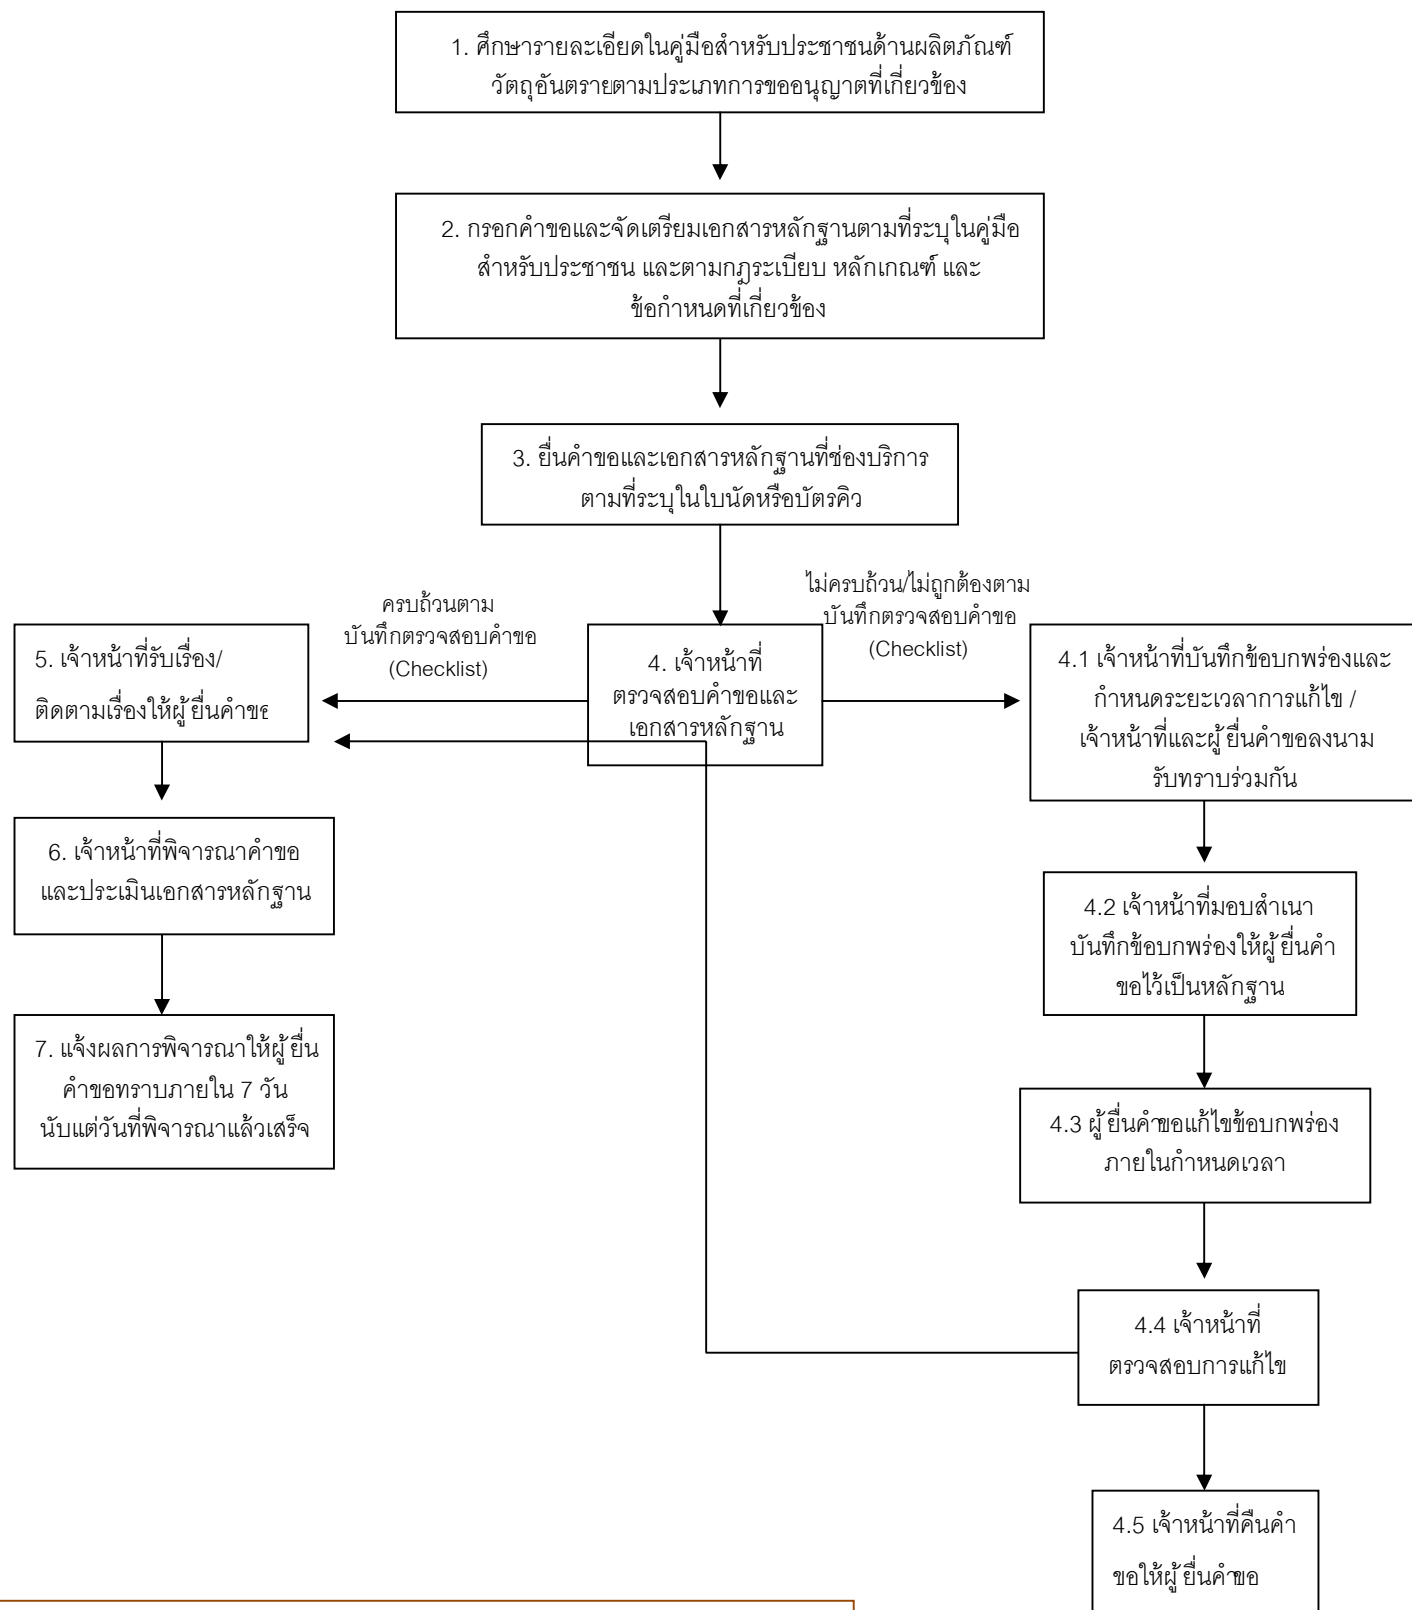 1. ศึกษารายละเอียดในคู่มือสำหรับประชาชนด้านผลิตภัณฑ์
วัตถุอันตรายตามประเภทการขออนุญาตที่เกี่ยวข้อง
2. กรอกคำขอและจัดเตรียมเอกสารหลักฐานตามที่ระบุในคู่มือ
สำหรับประชาชน และตามกฎระเบียบ หลักเกณฑ์ และ
ข้อกำหนดที่เกี่ยวข้อง
3. ยื่นคำขอและเอกสารหลักฐานที่ช่องบริการ
ตามที่ระบุในใบนัดหรือบัตรคิว
ครบถ้วนตาม
บันทึกตรวจสอบคำขอ
(Checklist)
ไม่ครบถ้วน/ไม่ถูกต้องตาม
บันทึกตรวจสอบคำขอ
(Checklist)
4. เจ้าหน้าที่
ตรวจสอบคำขอและ
เอกสารหลักฐาน
5. เจ้าหน้าที่รับเรื่อง/
ติดตามเรื่องให้ผู้ยื่นคำขอ
4.1 เจ้าหน้าที่บันทึกข้อบกพร่องและ
กำหนดระยะเวลาการแก้ไข /
เจ้าหน้าที่และผู้ยื่นคำขอลงนาม
รับทราบร่วมกัน
6. เจ้าหน้าที่พิจารณาคำขอ
และประเมินเอกสารหลักฐาน
4.2 เจ้าหน้าที่มอบสำเนา
บันทึกข้อบกพร่องให้ผู้ยื่นคำ
ขอไว้เป็นหลักฐาน
7. แจ้งผลการพิจารณาให้ผู้ยื่น
คำขอทราบภายใน 7 วัน
นับแต่วันที่พิจารณาแล้วเสร็จ
4.3 ผู้ยื่นคำขอแก้ไขข้อบกพร่อง
ภายในกำหนดเวลา
4.4 เจ้าหน้าที่
ตรวจสอบการแก้ไข
4.5 เจ้าหน้าที่คืนคำ
ขอให้ผู้ยื่นคำขอ